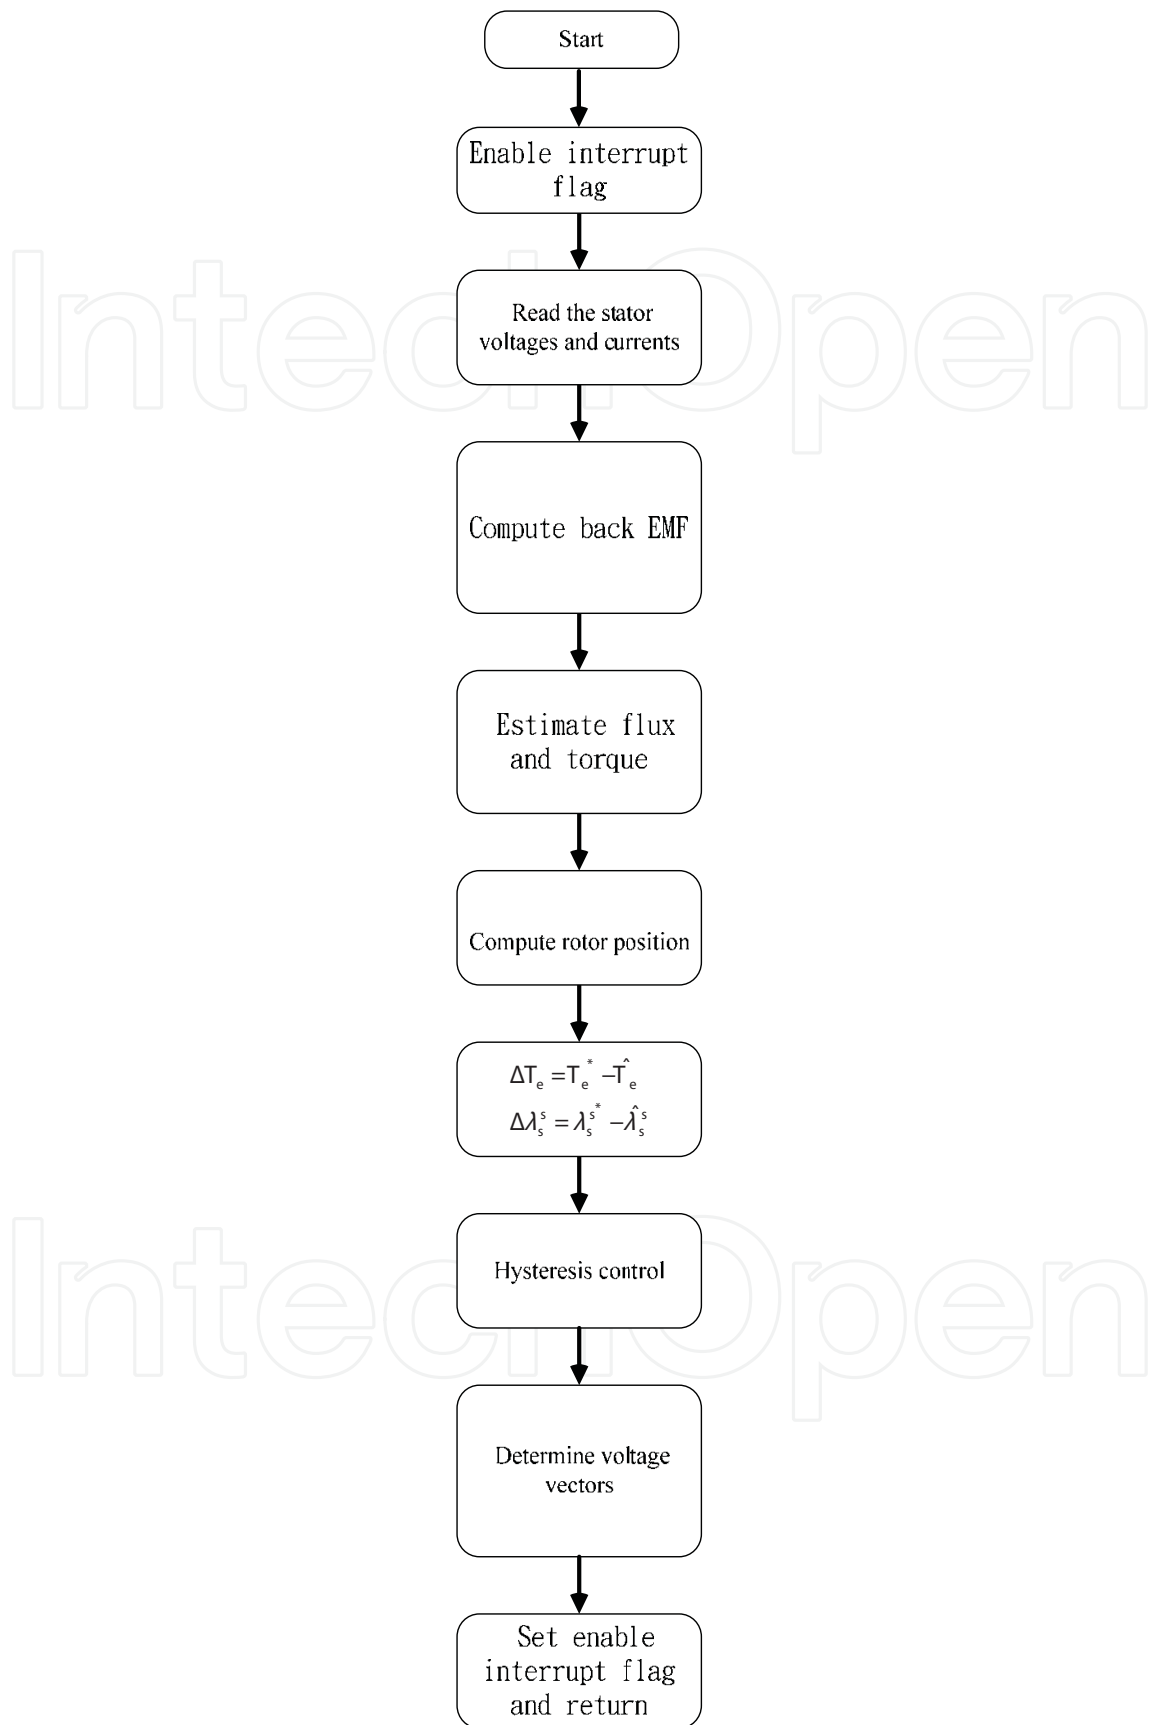 Start
Enable interrupt
flag
Read the stator
voltages and currents
Compute back EMF
Estimate flux
and torque
Compute rotor position
ΔTₑ = Tₑ* – T̂ₑ
Δλₛˢ = λₛˢ* – λ̂ₛˢ
Hysteresis control
Determine voltage
vectors
Set enable
interrupt flag
and return
IntechOpen
IntechOpen